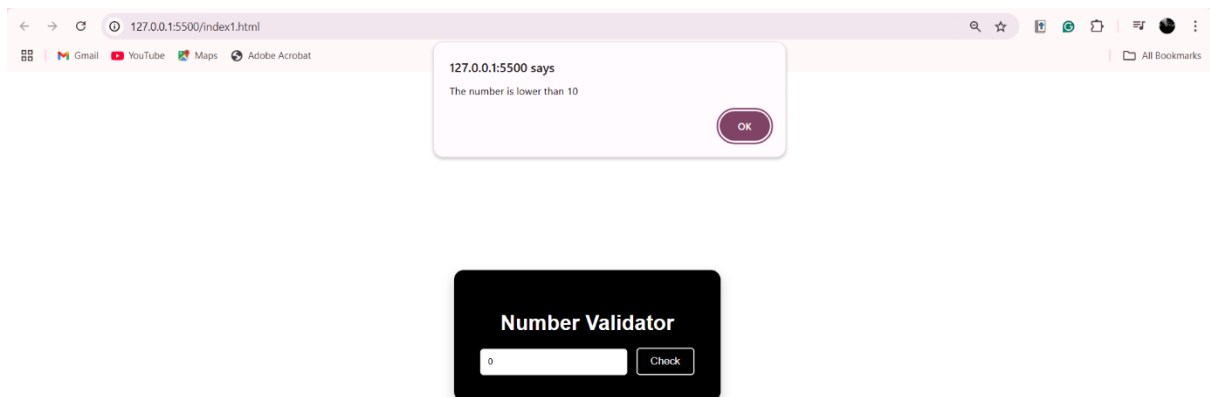 127.0.0.1:5500/index1.html
Gmail YouTube Maps Adobe Acrobat All Bookmarks
127.0.0.1:5500 says
The number is lower than 10
OK
Number Validator
0 Check